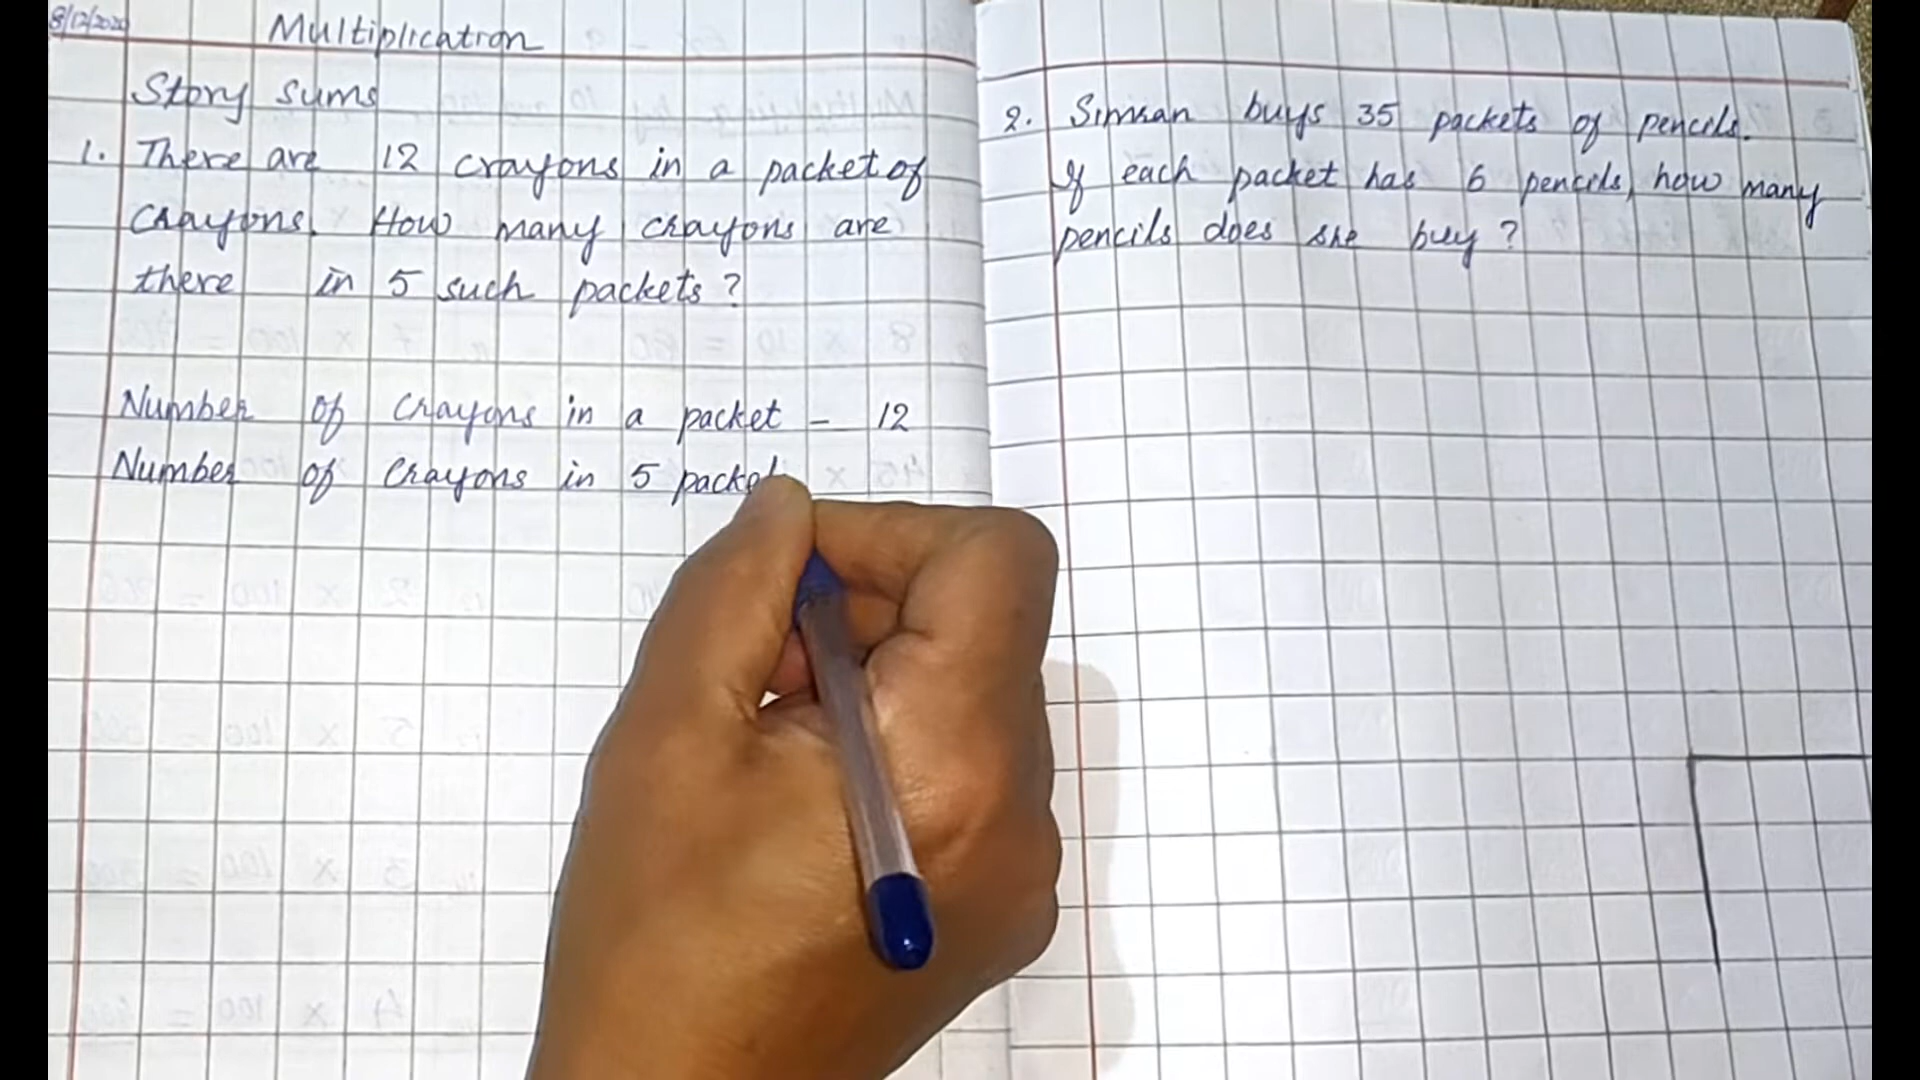 8/12/2020
Multiplication
Story Sums
1. There are 12 crayons in a packet of
crayons. How many crayons are
there in 5 such packets?
Number of crayons in a packet - 12
Number of crayons in 5 packet
2. Simran buys 35 packets of pencils.
If each packet has 6 pencils, how many
pencils does she buy?